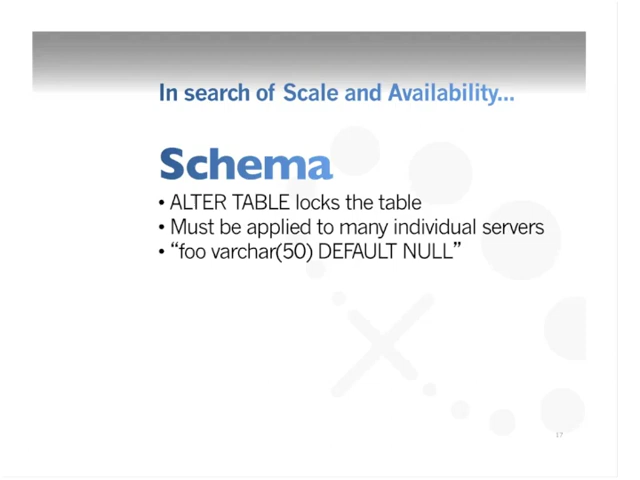 In search of Scale and Availability...
Schema
• ALTER TABLE locks the table
• Must be applied to many individual servers
• “foo varchar(50) DEFAULT NULL”
17